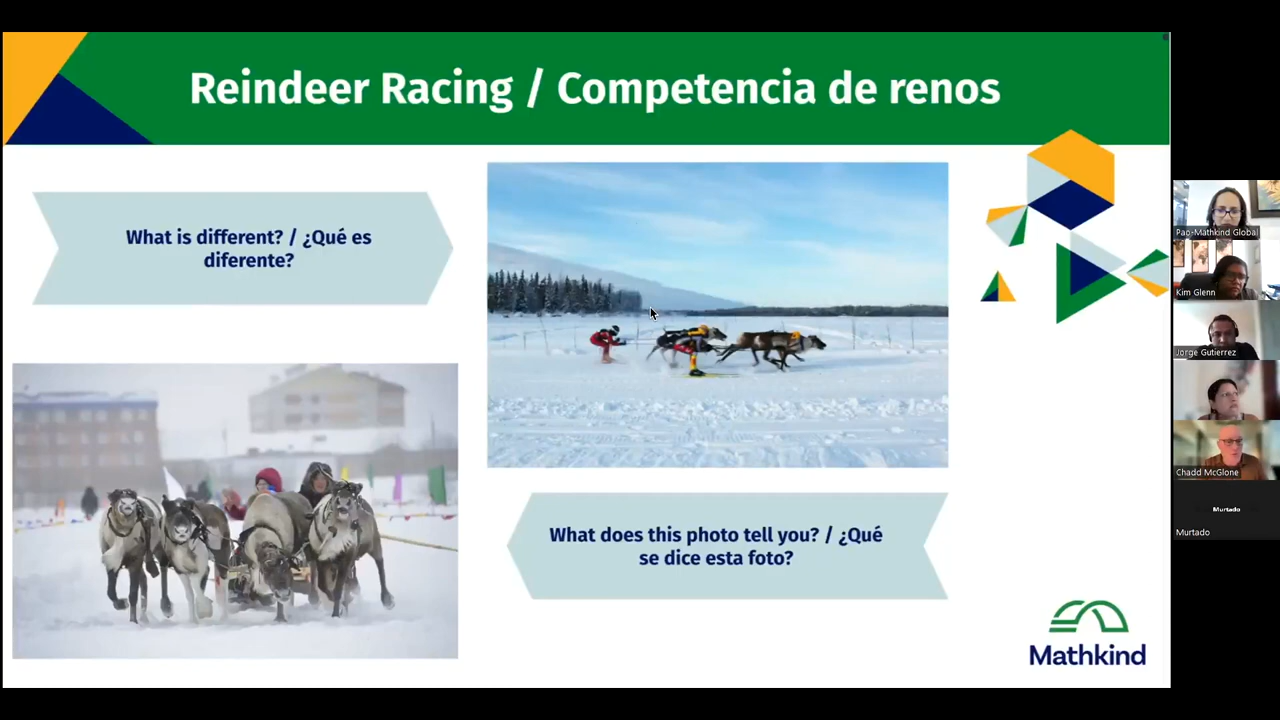 Reindeer Racing / Competencia de renos
What is different? / ¿Qué es
diferente?
What does this photo tell you? / ¿Qué
se dice esta foto?
Mathkind
Pao-Mathkind Global
Kim Glenn
Jorge Gutierrez
Chadd McGlone
Murtado
Murtado